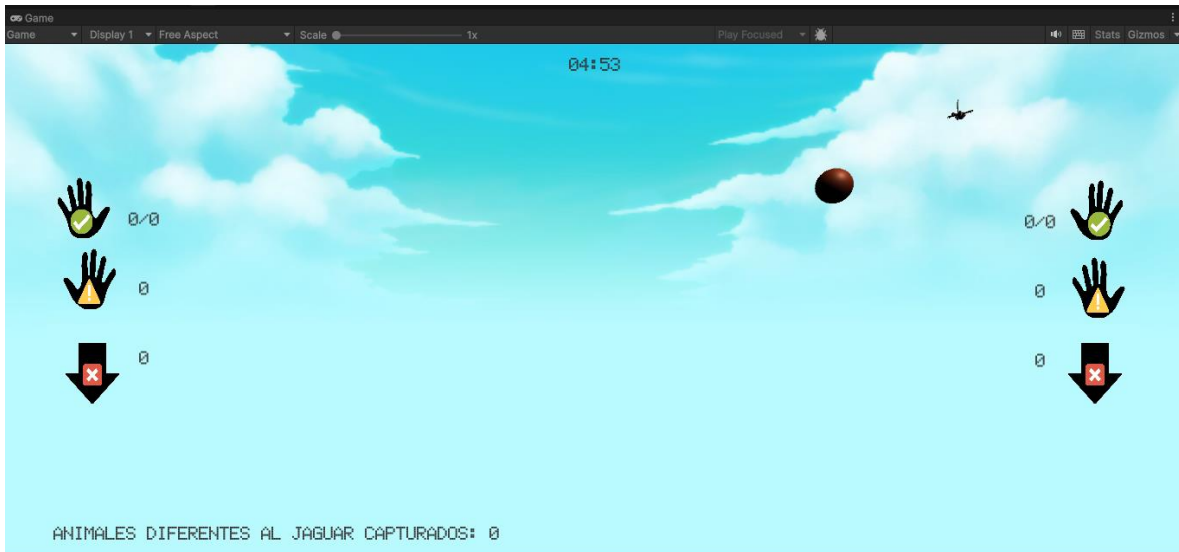 Game
Game Display 1 Free Aspect Scale 1x Play Focused Stats Gizmos
04:53
0/0 0/0
0 0
0 0
ANIMALES DIFERENTES AL JAGUAR CAPTURADOS: 0